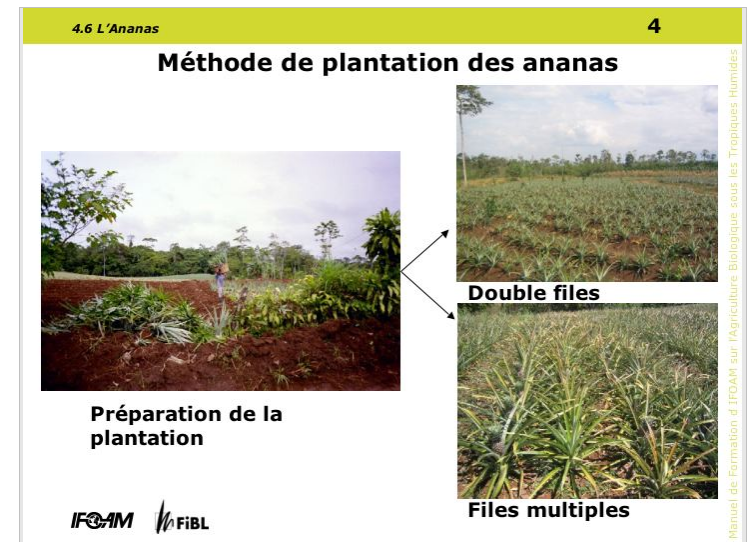 4.6 L'Ananas
4
Méthode de plantation des ananas
Double files
Préparation de la
plantation
Files multiples
IFOAM
FiBL
Manuel de Formation d IFOAM sur l'Agriculture Biologique sous les Tropiques Humides